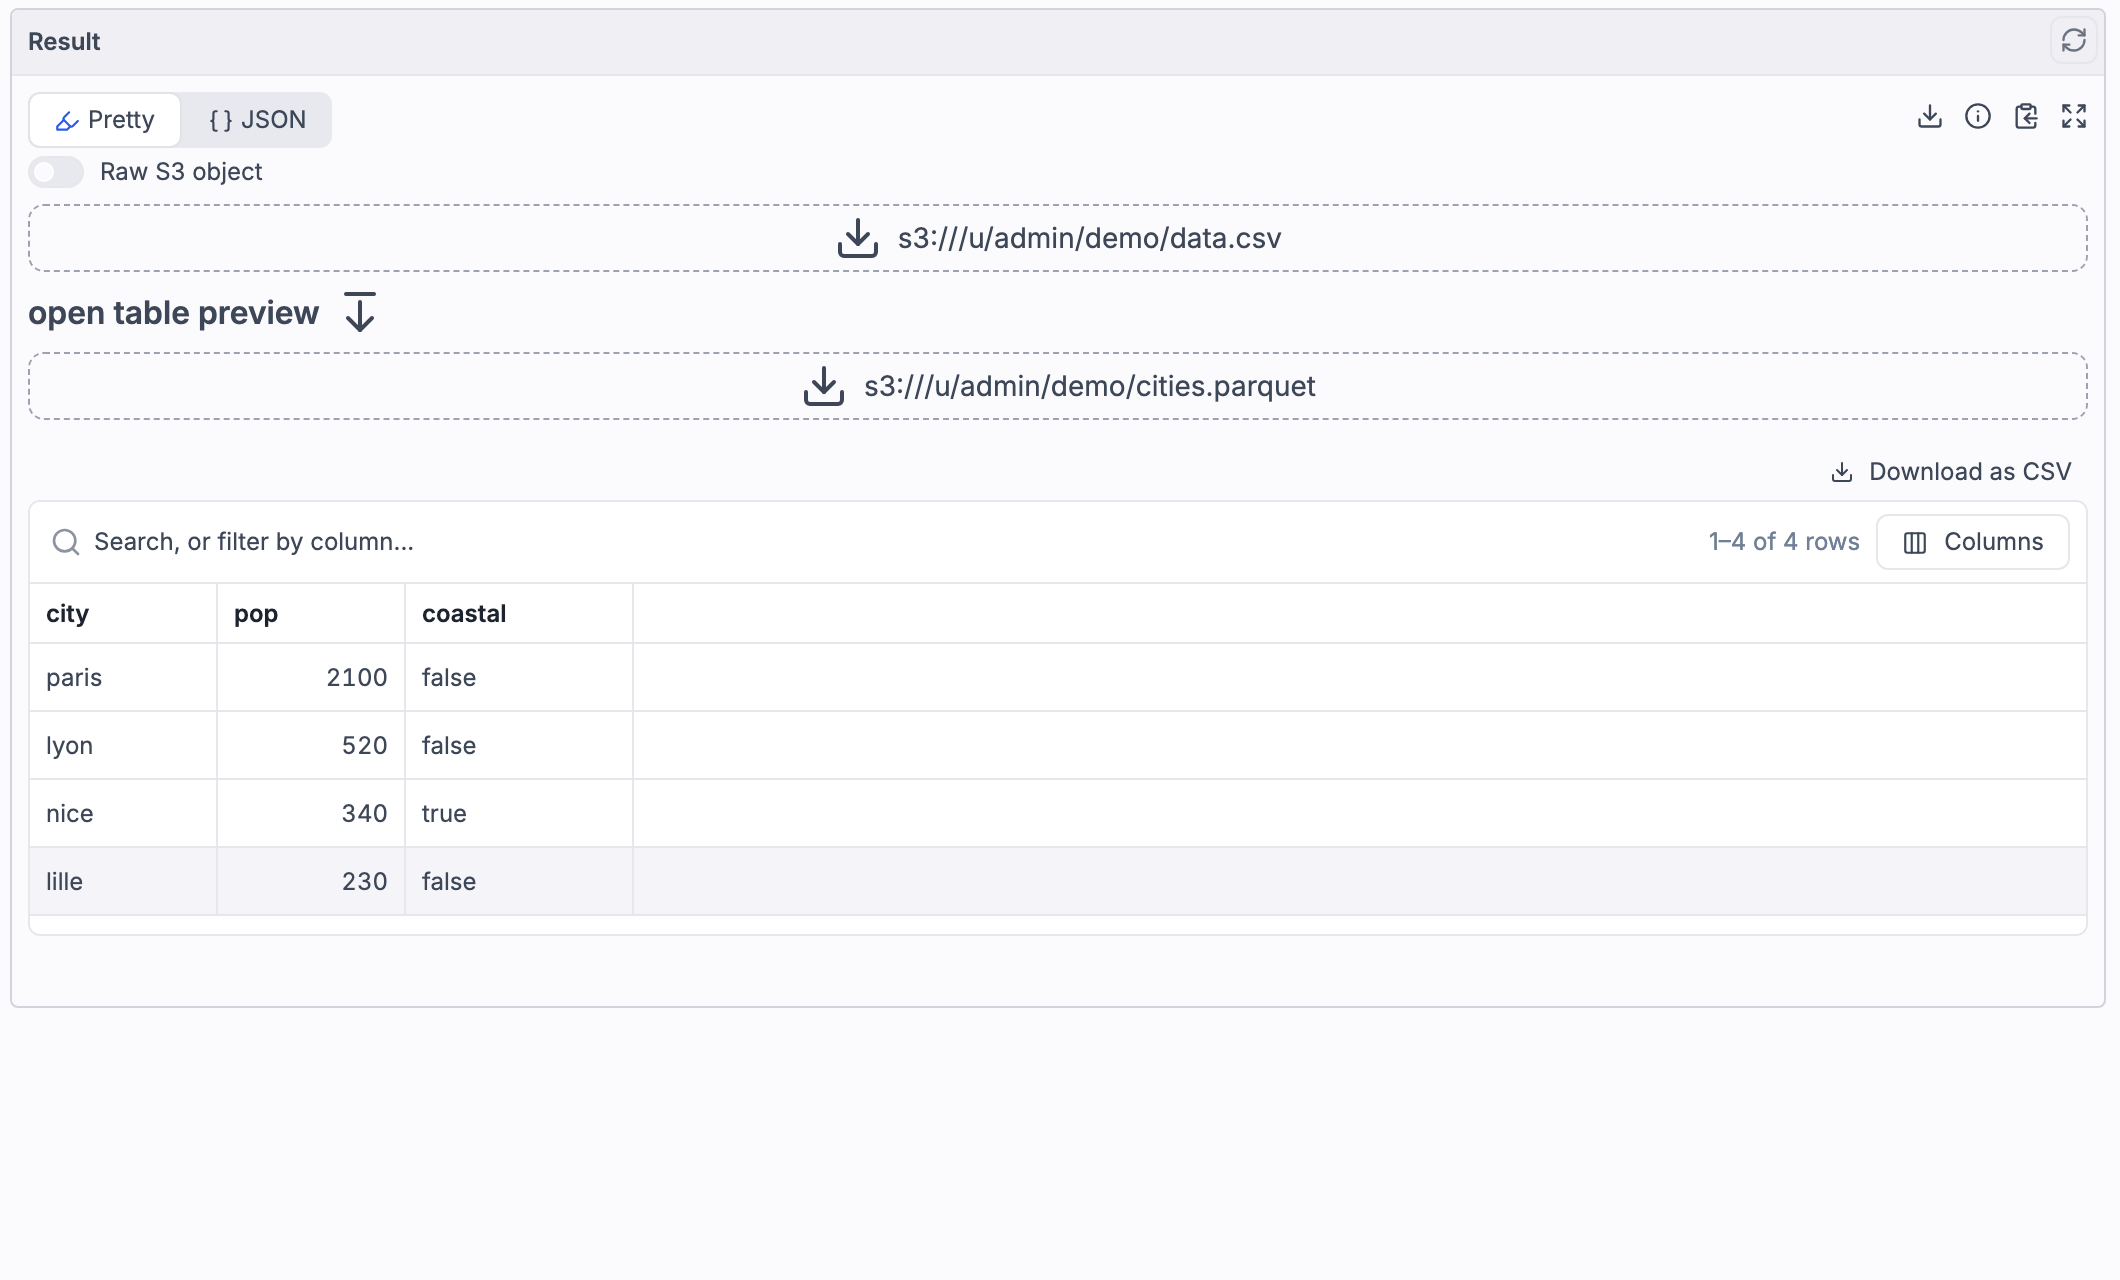 Result
Pretty
{ } JSON
Raw S3 object
s3:///u/admin/demo/data.csv
open table preview
s3:///u/admin/demo/cities.parquet
Download as CSV
Search, or filter by column...
1–4 of 4 rows
Columns
city pop coastal
paris 2100 false
lyon 520 false
nice 340 true
lille 230 false